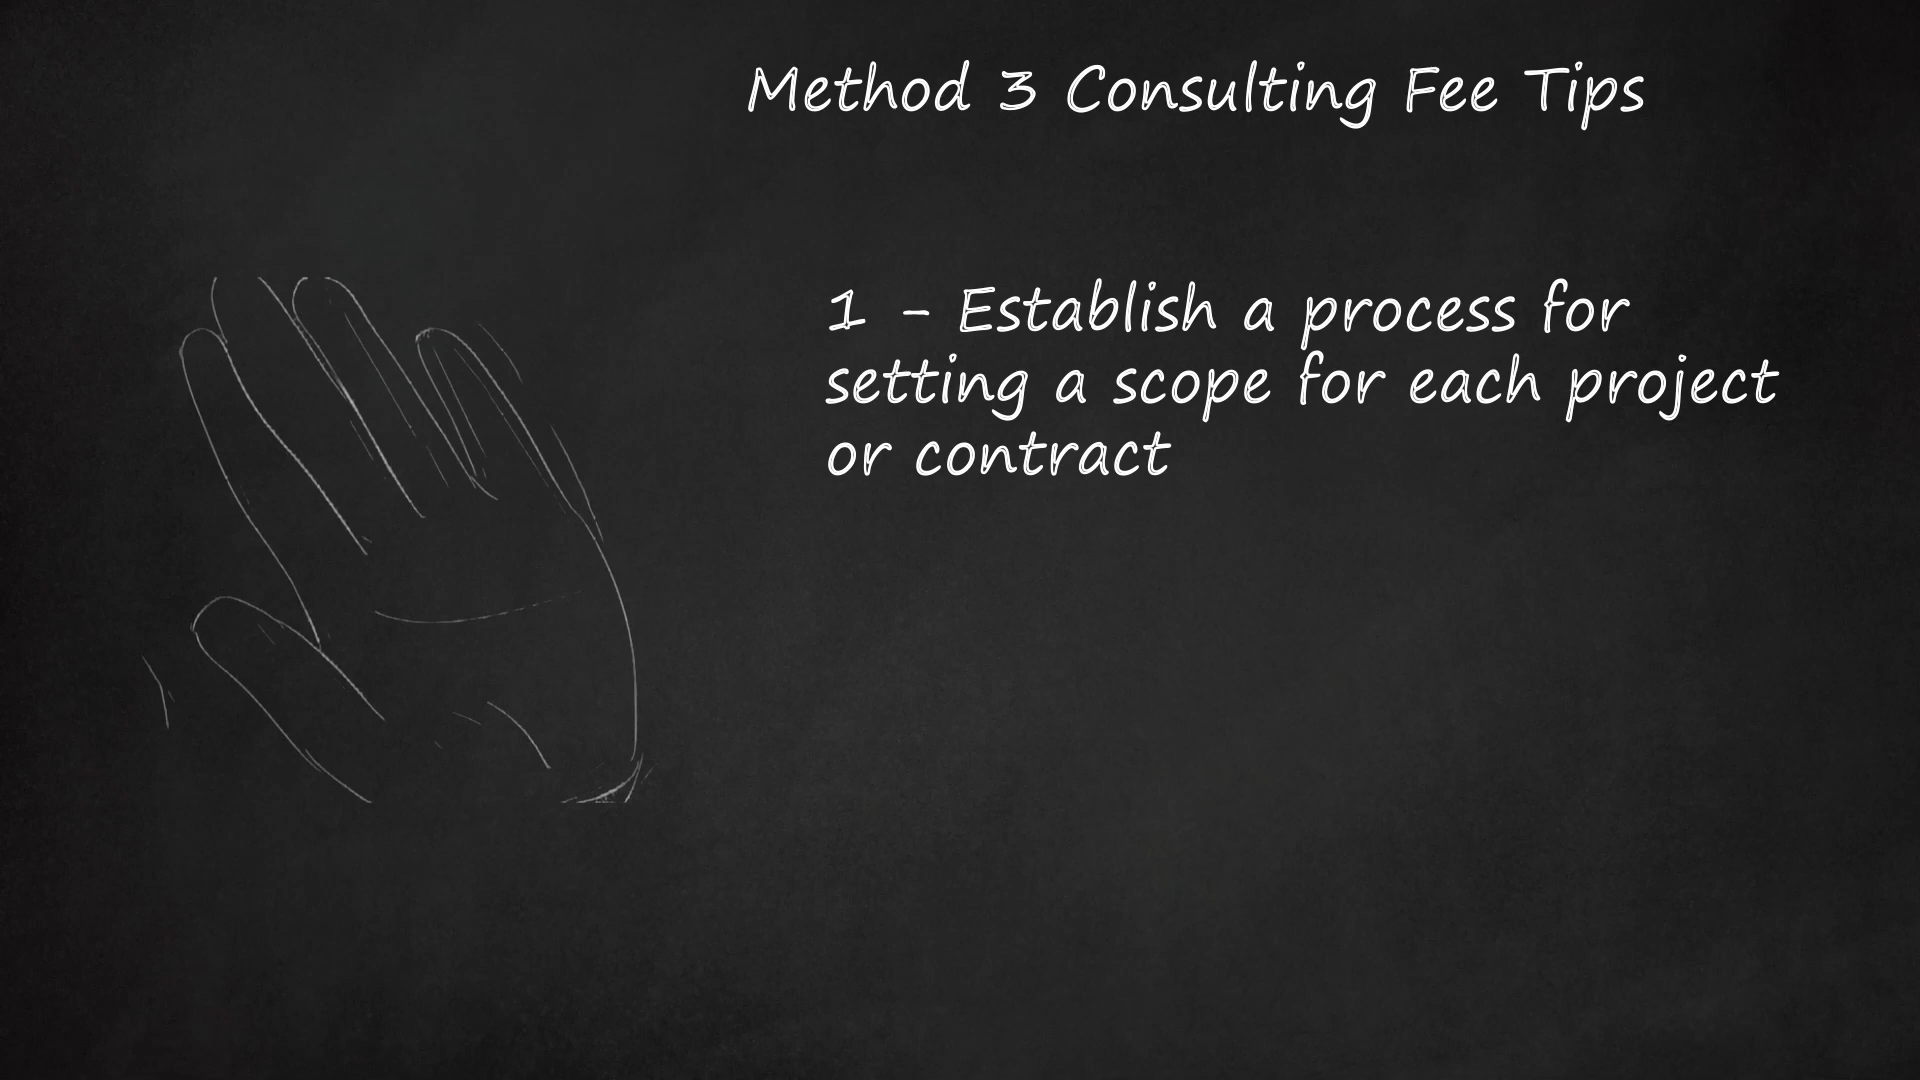 Method 3 Consulting Fee Tips
1 - Establish a process for
setting a scope for each project
or contract